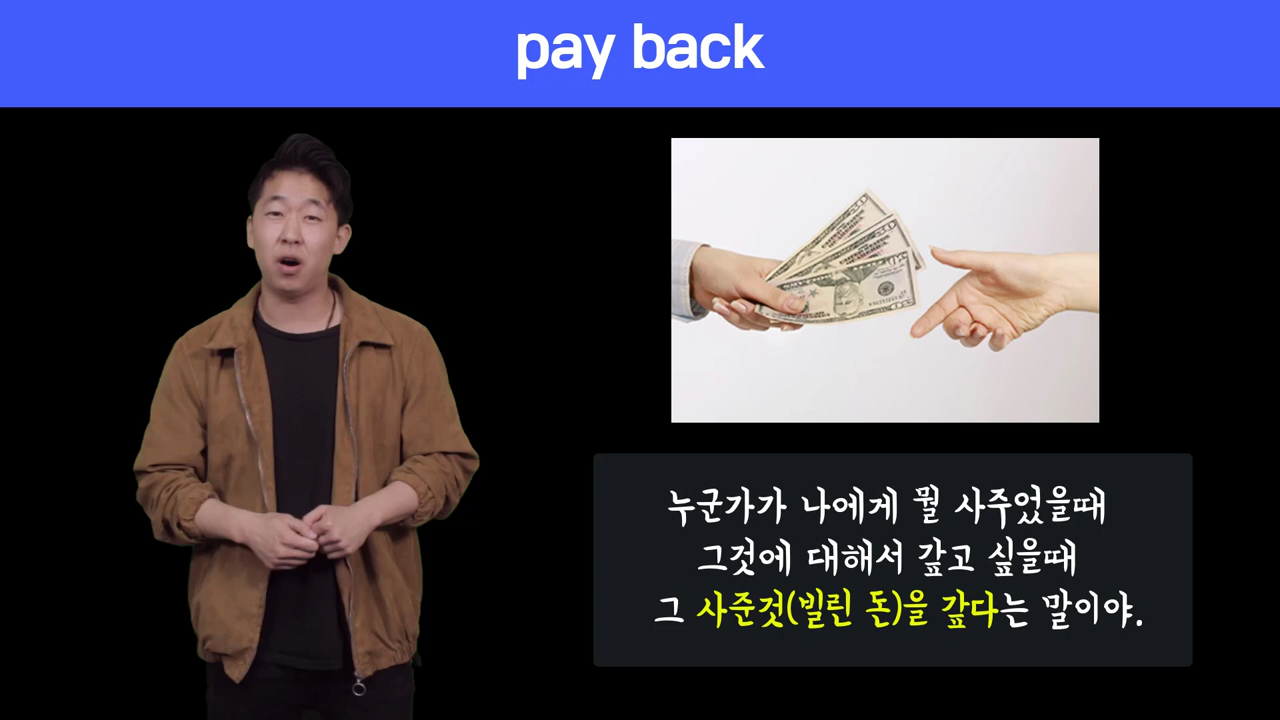 pay back
누군가가 나에게 뭘 사주었을때
그것에 대해서 갚고 싶을때
그 사준것(빌린 돈)을 갚다는 말이야.